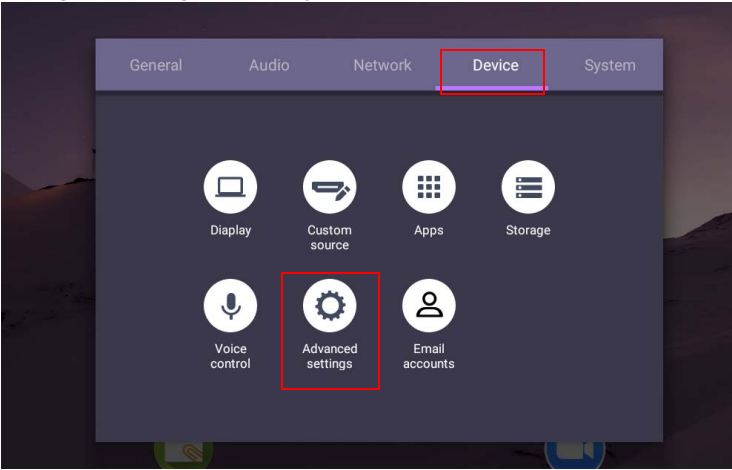 General Audio Network Device System
Diaplay Custom source Apps Storage
Voice control Advanced settings Email accounts